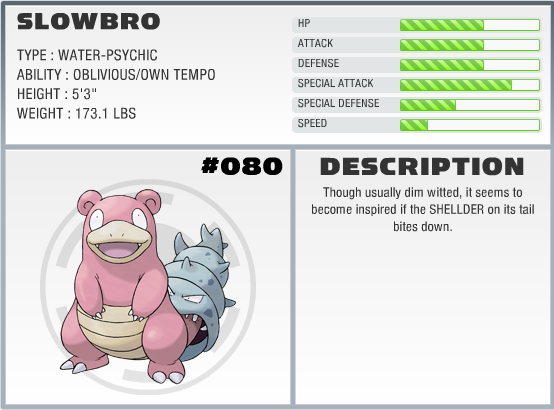 SLOWBRO
TYPE : WATER-PSYCHIC
ABILITY : OBLIVIOUS/OWN TEMPO
HEIGHT : 5'3"
WEIGHT : 173.1 LBS
HP
ATTACK
DEFENSE
SPECIAL ATTACK
SPECIAL DEFENSE
SPEED
#080
DESCRIPTION
Though usually dim witted, it seems to
become inspired if the SHELLDER on its tail
bites down.